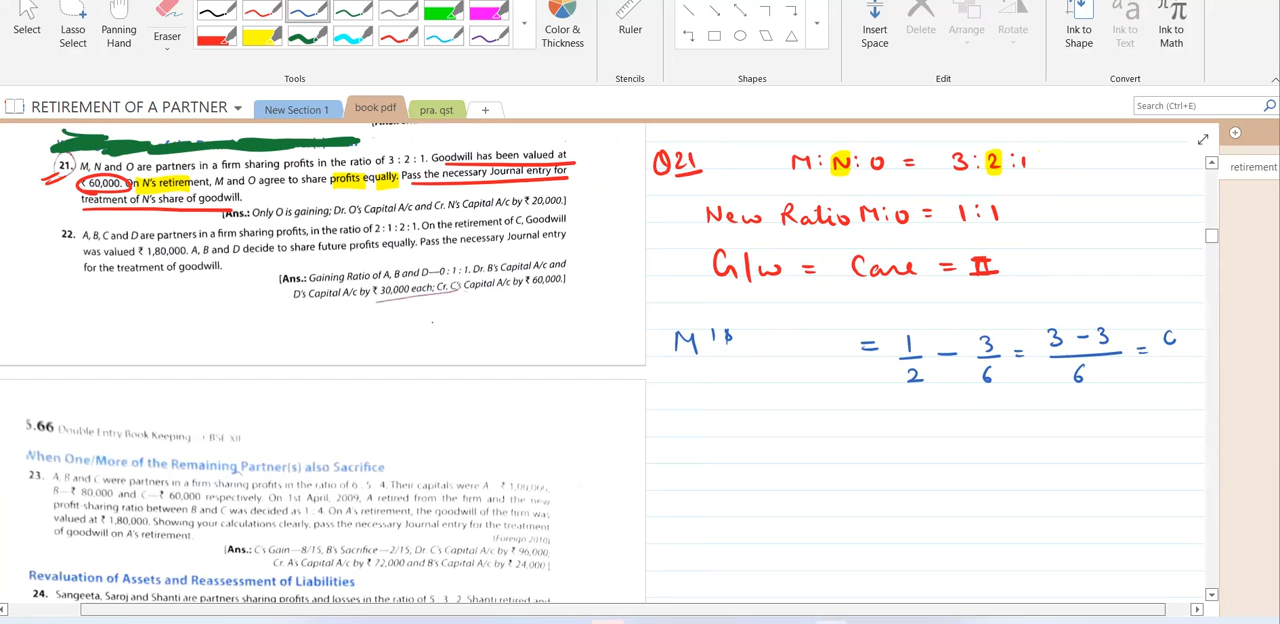 Select
Lasso Select
Panning Hand
Eraser
Color & Thickness
Ruler
Insert Space
Delete
Arrange
Rotate
Ink to Shape
Ink to Text
Ink to Math
Tools
Stencils
Shapes
Edit
Convert
RETIREMENT OF A PARTNER
New Section 1
book pdf
pra. qst
+
Search (Ctrl+E)
retirement
21. M, N and O are partners in a firm sharing profits in the ratio of 3 : 2 : 1. Goodwill has been valued at
₹ 60,000. On N's retirement, M and O agree to share profits equally. Pass the necessary Journal entry for
treatment of N's share of goodwill.
[Ans.: Only O is gaining; Dr. O's Capital A/c and Cr. N's Capital A/c by ₹ 20,000.]
22. A, B, C and D are partners in a firm sharing profits, in the ratio of 2 : 1 : 2 : 1. On the retirement of C, Goodwill
was valued ₹ 1,80,000. A, B and D decide to share future profits equally. Pass the necessary Journal entry
for the treatment of goodwill.
[Ans.: Gaining Ratio of A, B and D—0 : 1 : 1. Dr. B's Capital A/c and
D's Capital A/c by ₹ 30,000 each; Cr. C's Capital A/c by ₹ 60,000.]
5.66 Double Entry Book Keeping
When One/More of the Remaining Partner(s) also Sacrifice
23. A, B and C were partners in a firm sharing profits in the ratio of 6 : 5 : 4. Their capitals were A
B—₹ 80,000 and C—₹ 60,000 respectively. On 1st April, 2009, A retired from the firm and the new
profit-sharing ratio between B and C was decided as 1 : 4. On A's retirement, the goodwill of the firm was
valued at ₹ 1,80,000. Showing your calculations clearly, pass the necessary Journal entry for the treatment
of goodwill on A's retirement.
(Foreign 2010)
[Ans.: C's Gain—8/15, B's Sacrifice—2/15; Dr. C's Capital A/c by ₹ 96,000;
Cr. A's Capital A/c by ₹ 72,000 and B's Capital A/c by ₹ 24,000]
Revaluation of Assets and Reassessment of Liabilities
24. Sangeeta, Saroj and Shanti are partners sharing profits and losses in the ratio of 5 : 3 : 2. Shanti retired and
Q21 M : N : O = 3 : 2 : 1
New Ratio M : O = 1 : 1
G/w = Case = II
M's = 1/2 - 3/6 = 3 - 3/6 =